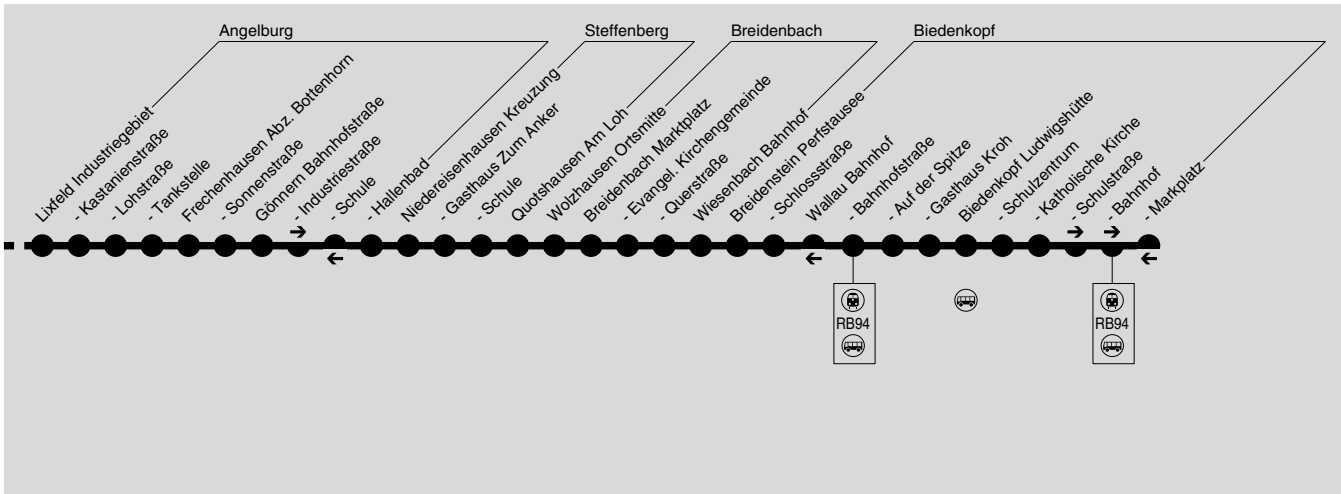 Angelburg
Steffenberg
Breidenbach
Biedenkopf
Lixfeld Industriegebiet
- Kastanienstraße
- Lohstraße
- Tankstelle
Frechenhausen Abz. Bottenhorn
- Sonnenstraße
Gönnern Bahnhofstraße
- Industriestraße
- Schule
- Hallenbad
Niedereisenhausen Kreuzung
- Gasthaus Zum Anker
- Schule
Quotshausen Am Loh
Wolzhausen Ortsmitte
Breidenbach Marktplatz
- Evangel. Kirchengemeinde
- Querstraße
Wiesenbach Bahnhof
Breidenstein Perfstausee
- Schlossstraße
Wallau Bahnhof
- Bahnhofstraße
- Auf der Spitze
- Gasthaus Kroh
Biedenkopf Ludwigshütte
- Schulzentrum
- Katholische Kirche
- Schulstraße
- Bahnhof
- Marktplatz
RB94
RB94